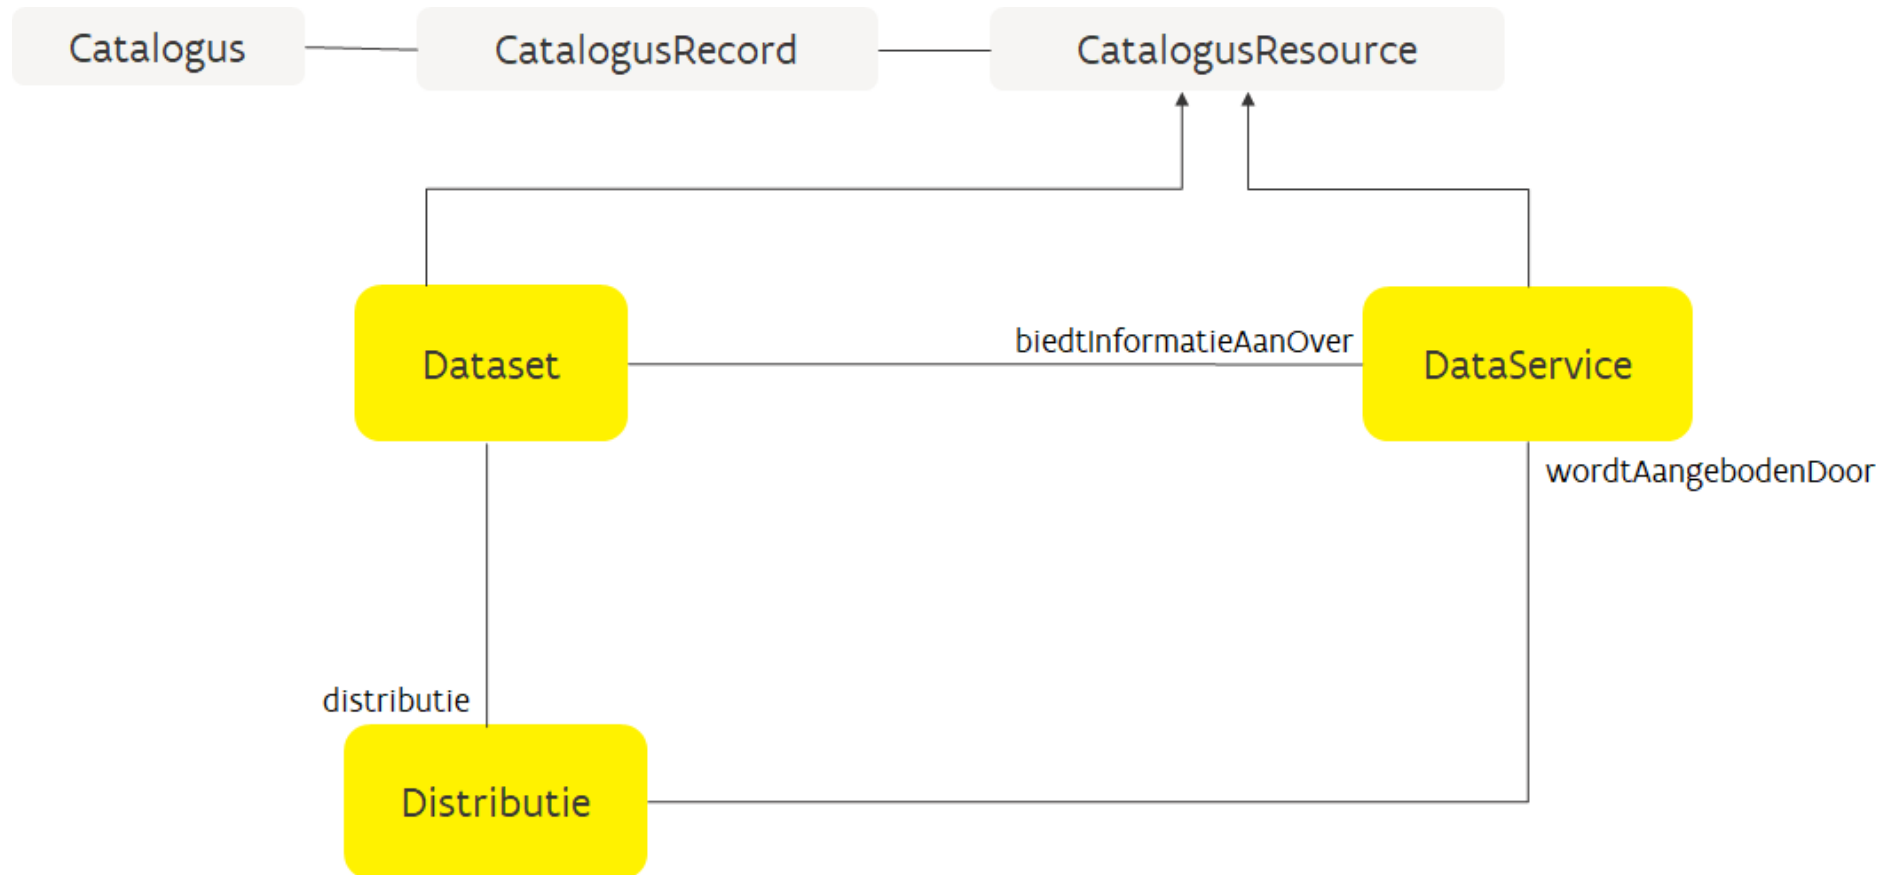 Catalogus
CatalogusRecord
CatalogusResource
biedtInformatieAanOver
Dataset
DataService
wordtAangebodenDoor
distributie
Distributie